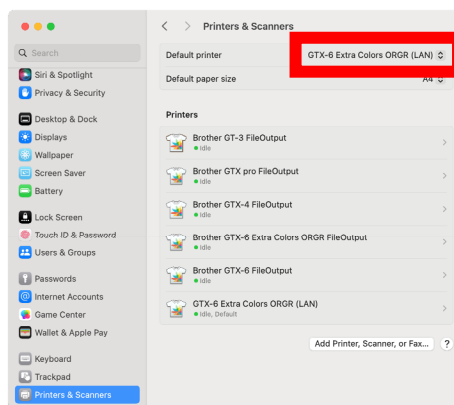 Printers & Scanners
Search
Siri & Spotlight
Privacy & Security
Desktop & Dock
Displays
Wallpaper
Screen Saver
Battery
Lock Screen
Touch ID & Password
Users & Groups
Passwords
Internet Accounts
Game Center
Wallet & Apple Pay
Keyboard
Trackpad
Printers & Scanners
Default printer
GTX-6 Extra Colors ORGR (LAN)
Default paper size
A4
Printers
Brother GT-3 FileOutput
Idle
Brother GTX pro FileOutput
Idle
Brother GTX-4 FileOutput
Idle
Brother GTX-6 Extra Colors ORGR FileOutput
Idle
Brother GTX-6 FileOutput
Idle
GTX-6 Extra Colors ORGR (LAN)
Idle, Default
Add Printer, Scanner, or Fax...
?